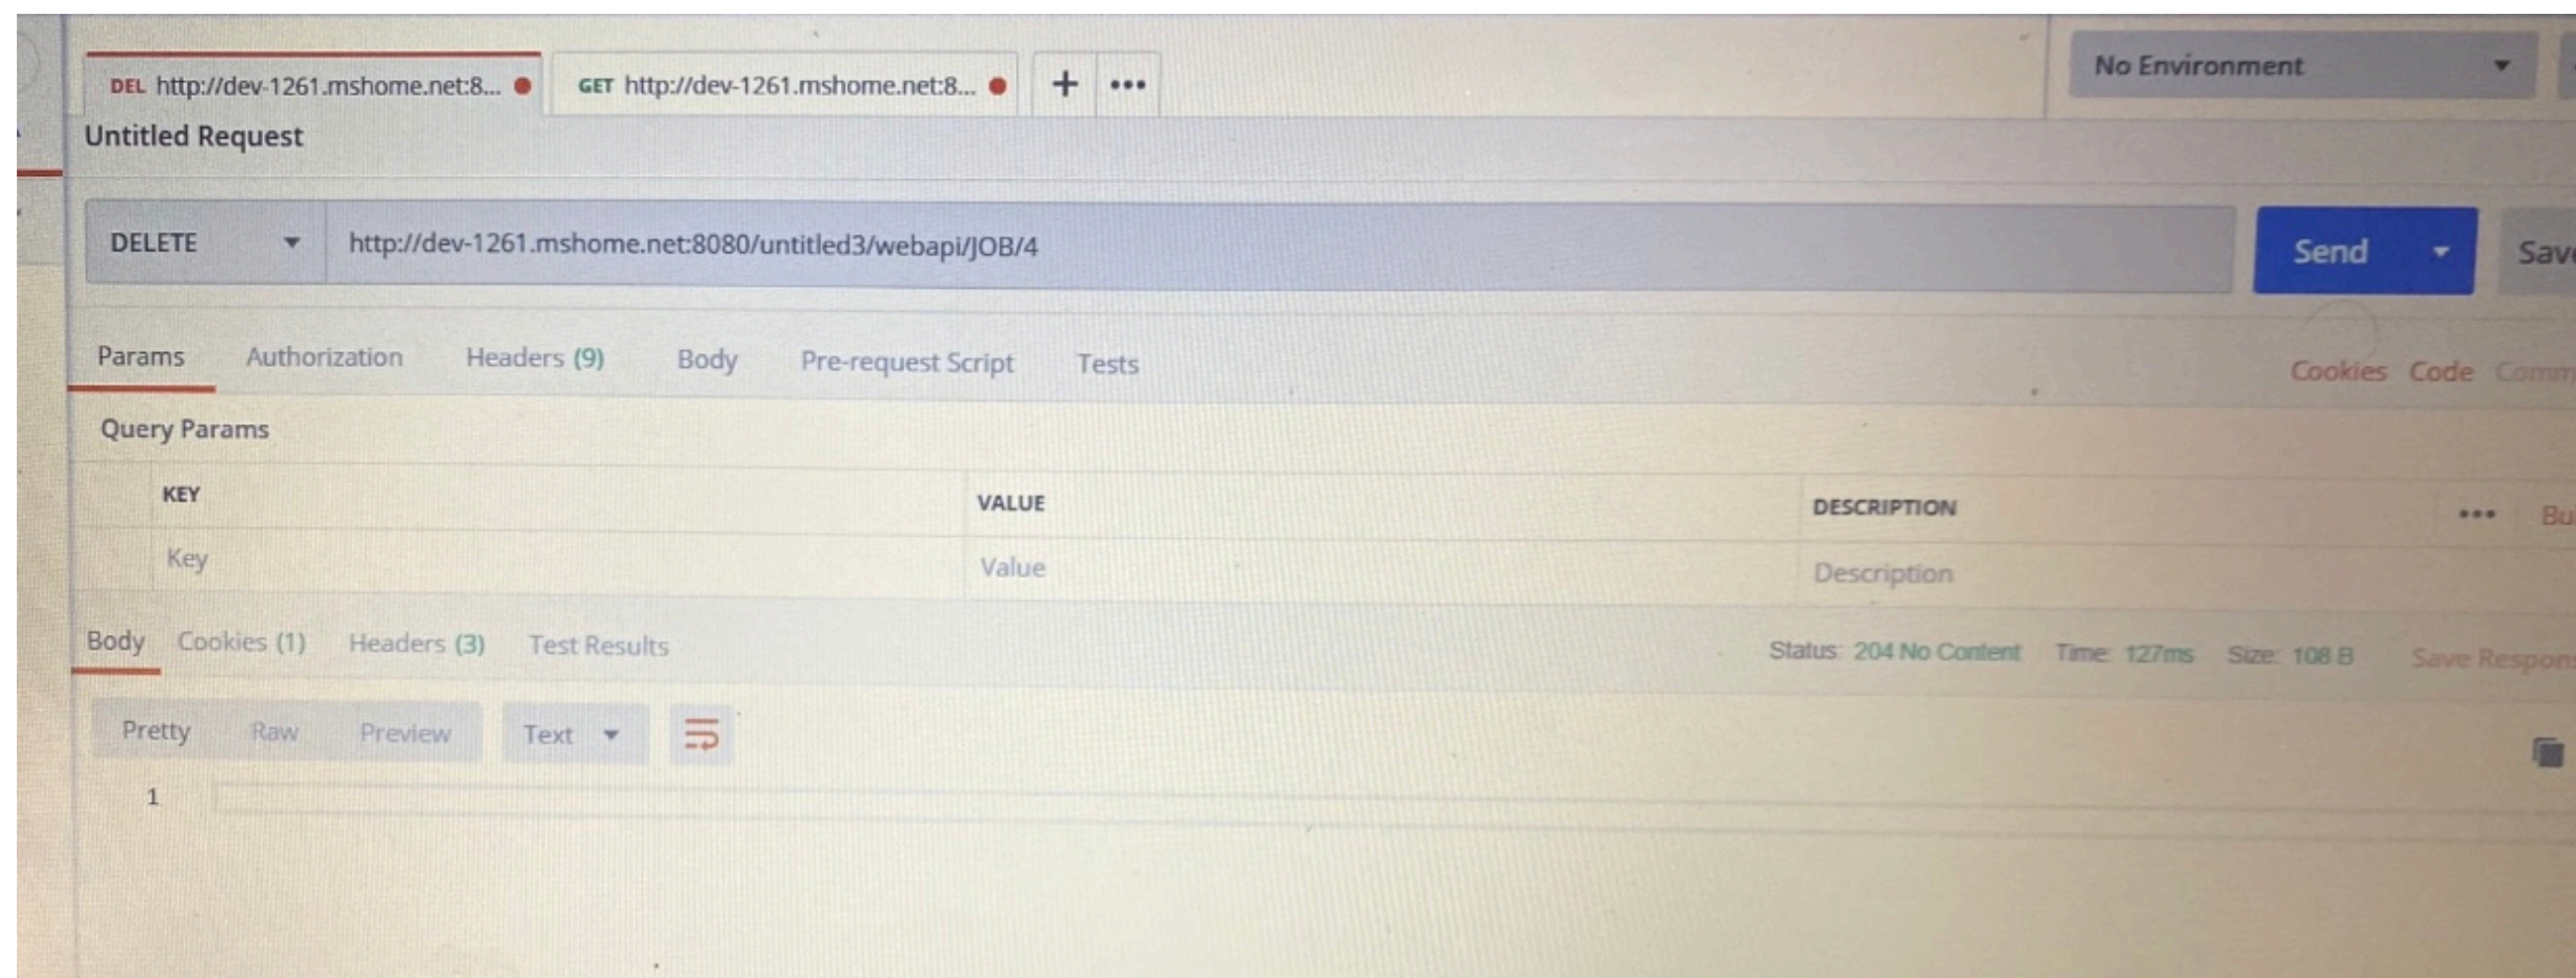 DEL http://dev-1261.mshome.net:8... GET http://dev-1261.mshome.net:8... + ••• No Environment
Untitled Request
DELETE http://dev-1261.mshome.net:8080/untitled3/webapi/JOB/4 Send
Params Authorization Headers (9) Body Pre-request Script Tests Cookies Code
Query Params
KEY VALUE DESCRIPTION •••
Key Value Description
Body Cookies (1) Headers (3) Test Results Status: 204 No Content Time: 127ms Size: 108 B Save
Pretty Raw Preview Text
1